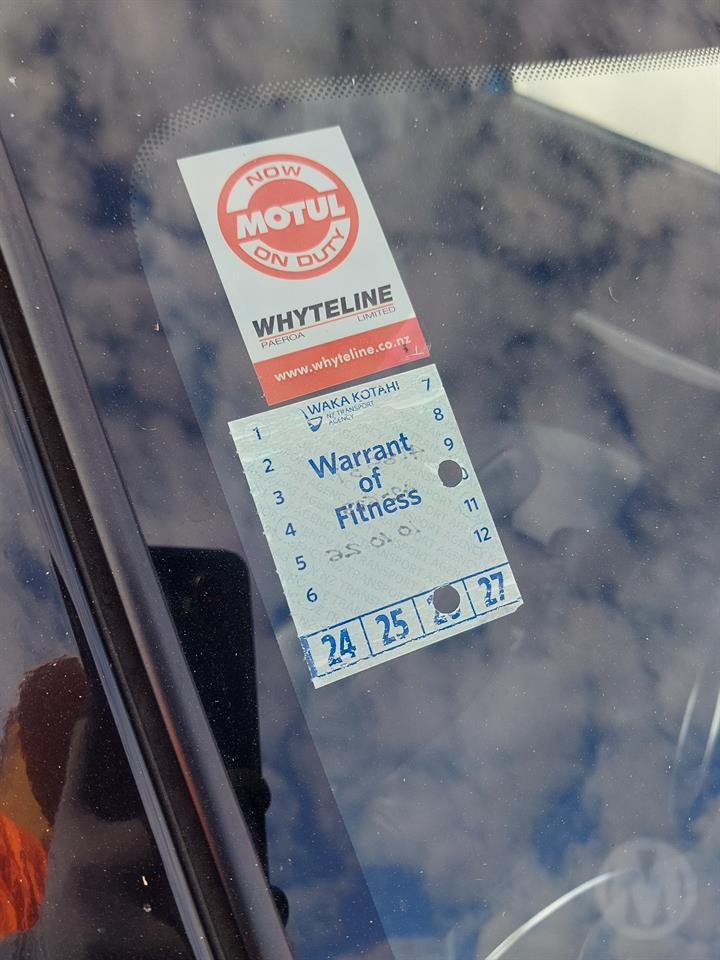 NOW
MOTUL
ON DUTY
WHYTELINE
PAEROA LIMITED
www.whyteline.co.nz
WAKA KOTAHI
NZ TRANSPORT
AGENCY
Warrant
of
Fitness
1
2
3
4
5
6
7
8
9
11
12
24 25 27
10 10 26
M